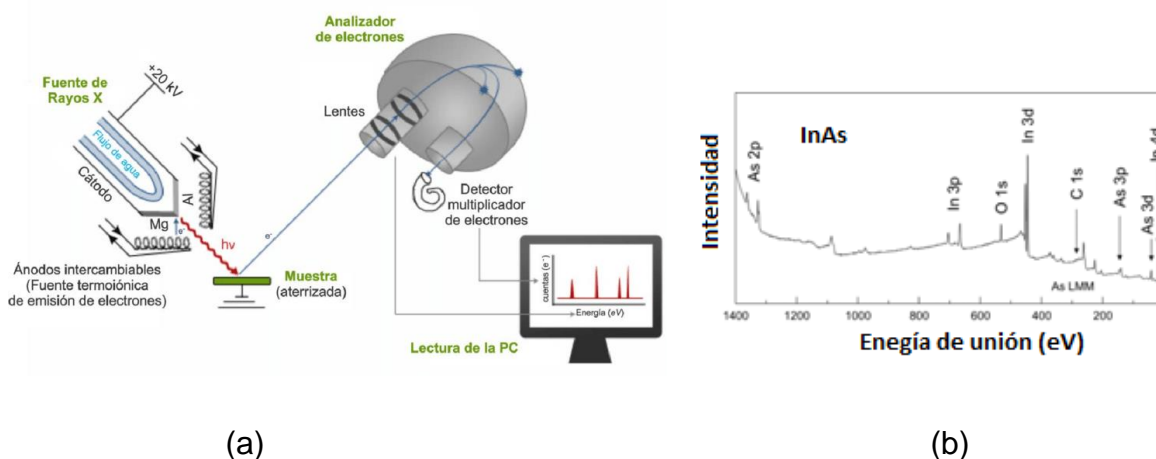 Analizador
de electrones
Fuente de
Rayos X
+20 kV
Lentes
Flujo de agua
Cátodo
Al
Mg
e-
hν
e-
Detector
multiplicador
de electrones
Ánodos intercambiables
(Fuente termoiónica
de emisión de electrones)
Muestra
(aterrizada)
cuentas (e-)
Energía (eV)
Lectura de la PC
(a)
Intensidad
InAs
As 2p
In 3p
O 1s
In 3d
C 1s
As 3p
As 3d
In 4d
As LMM
1400 1200 1000 800 600 400 200
Enegía de unión (eV)
(b)